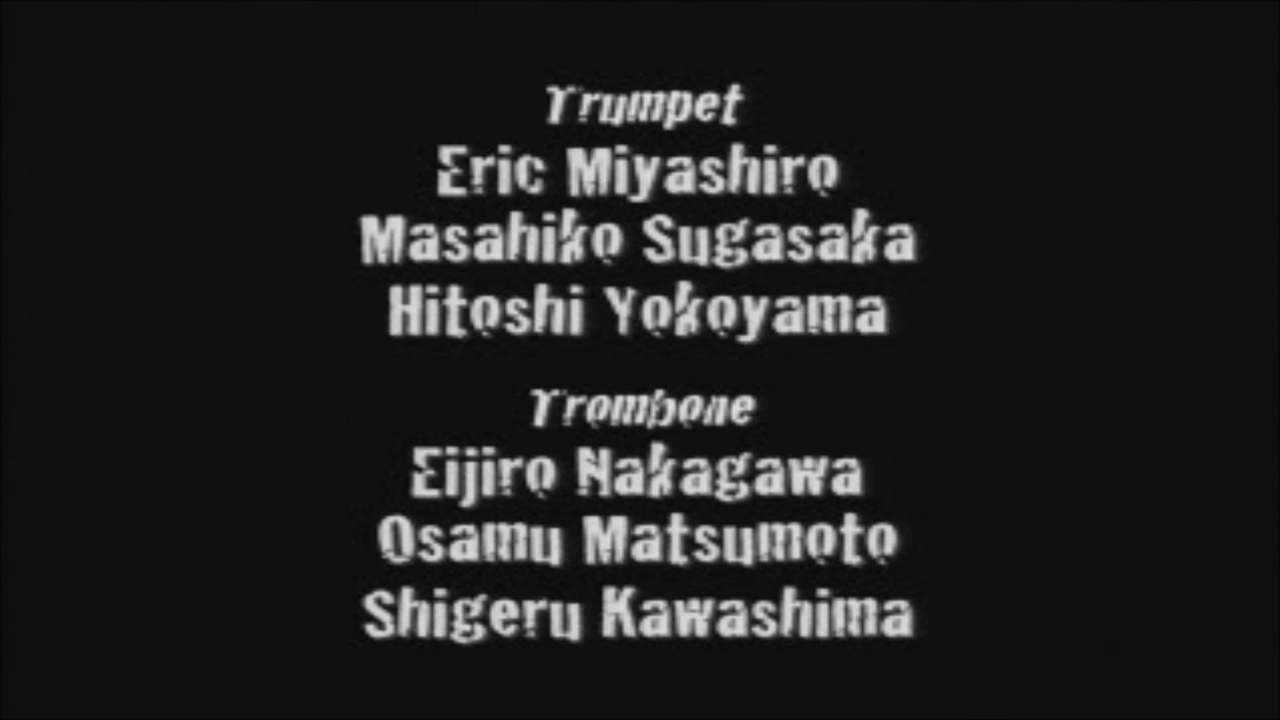 Trumpet
Eric Miyashiro
Masahiko Sugasaka
Hitoshi Yokoyama
Trombone
Eijiro Nakagawa
Osamu Matsumoto
Shigeru Kawashima